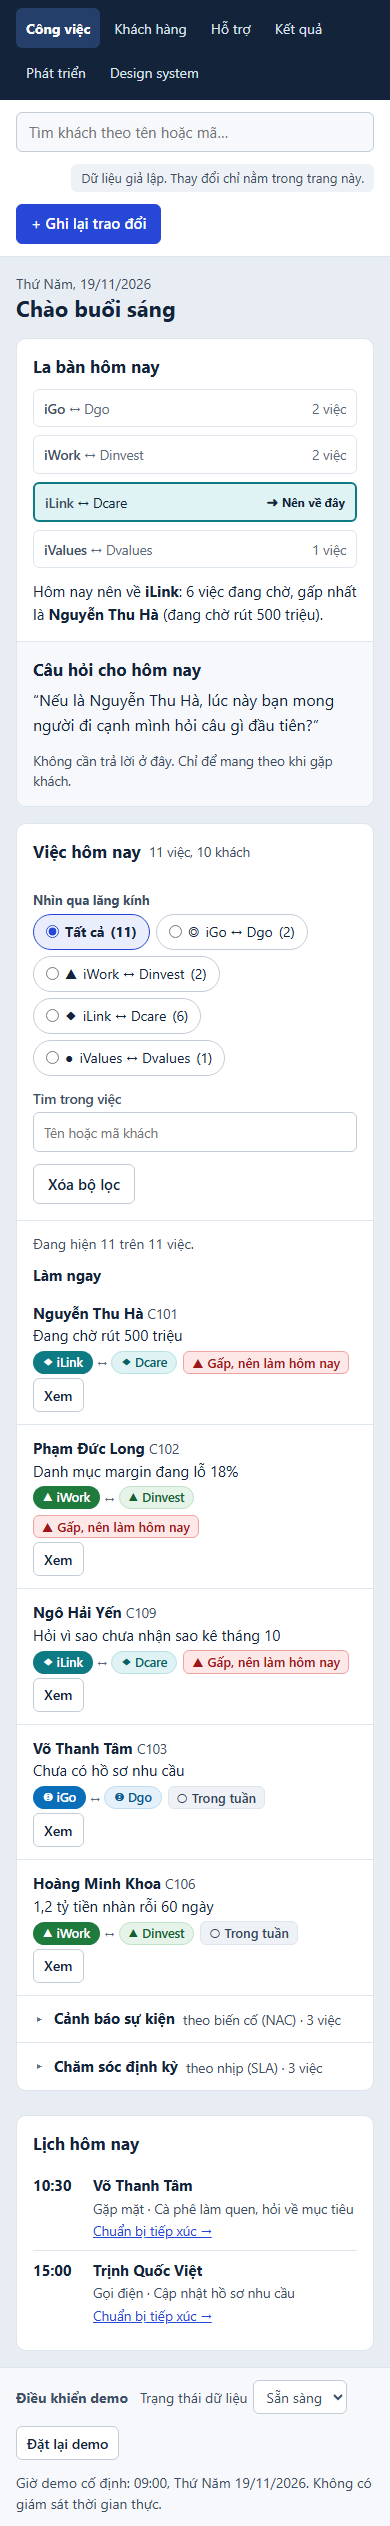 Công việc
Khách hàng
Hỗ trợ
Kết quả
Phát triển
Design system
Tìm khách theo tên hoặc mã...
Dữ liệu giả lập. Thay đổi chỉ nằm trong trang này.
+ Ghi lại trao đổi
Thứ Năm, 19/11/2026
Chào buổi sáng
La bàn hôm nay
iGo ↔ Dgo 2 việc
iWork ↔ Dinvest 2 việc
iLink ↔ Dcare ➜ Nên về đây
iValues ↔ Dvalues 1 việc
Hôm nay nên về iLink: 6 việc đang chờ, gấp nhất
là Nguyễn Thu Hà (đang chờ rút 500 triệu).
Câu hỏi cho hôm nay
“Nếu là Nguyễn Thu Hà, lúc này bạn mong
người đi cạnh mình hỏi câu gì đầu tiên?”
Không cần trả lời ở đây. Chỉ để mang theo khi gặp
khách.
Việc hôm nay 11 việc, 10 khách
Nhìn qua lăng kính
Tất cả (11)
iGo ↔ Dgo (2)
▲ iWork ↔ Dinvest (2)
◆ iLink ↔ Dcare (6)
● iValues ↔ Dvalues (1)
Tìm trong việc
Tên hoặc mã khách
Xóa bộ lọc
Đang hiện 11 trên 11 việc.
Làm ngay
Nguyễn Thu Hà C101
Đang chờ rút 500 triệu
◆ iLink ↔ ◆ Dcare ▲ Gấp, nên làm hôm nay
Xem
Phạm Đức Long C102
Danh mục margin đang lỗ 18%
▲ iWork ↔ ▲ Dinvest
▲ Gấp, nên làm hôm nay
Xem
Ngô Hải Yến C109
Hỏi vì sao chưa nhận sao kê tháng 10
◆ iLink ↔ ◆ Dcare ▲ Gấp, nên làm hôm nay
Xem
Võ Thanh Tâm C103
Chưa có hồ sơ nhu cầu
iGo ↔ Dgo ○ Trong tuần
Xem
Hoàng Minh Khoa C106
1,2 tỷ tiền nhàn rỗi 60 ngày
▲ iWork ↔ ▲ Dinvest ○ Trong tuần
Xem
▸ Cảnh báo sự kiện theo biến cố (NAC) · 3 việc
▸ Chăm sóc định kỳ theo nhịp (SLA) · 3 việc
Lịch hôm nay
10:30 Võ Thanh Tâm
Gặp mặt · Cà phê làm quen, hỏi về mục tiêu
Chuẩn bị tiếp xúc →
15:00 Trịnh Quốc Việt
Gọi điện · Cập nhật hồ sơ nhu cầu
Chuẩn bị tiếp xúc →
Điều khiển demo Trạng thái dữ liệu Sẵn sàng
Đặt lại demo
Giờ demo cố định: 09:00, Thứ Năm 19/11/2026. Không có
giám sát thời gian thực.